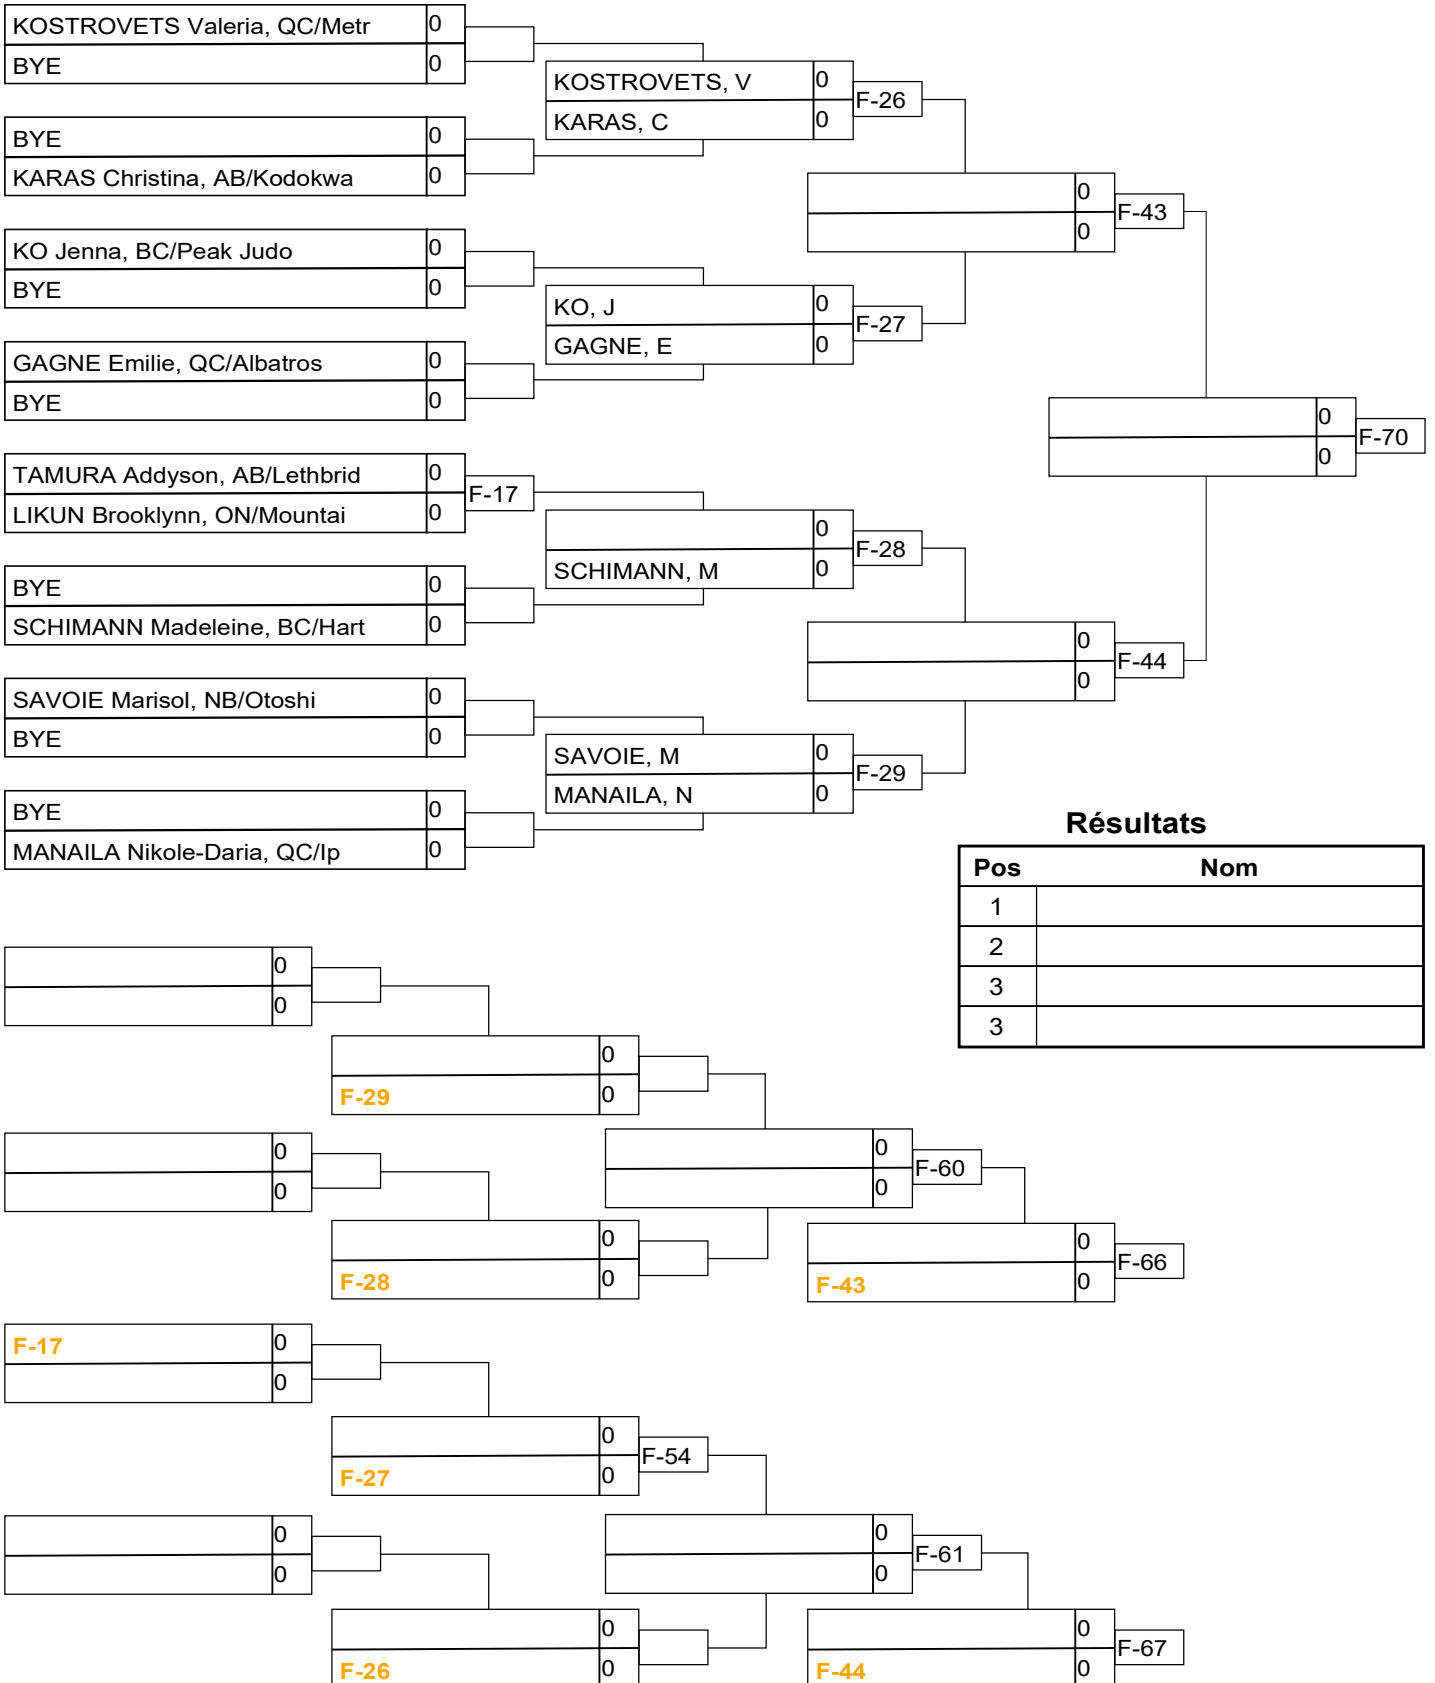 KOSTROVETS Valeria, QC/Metr 0
BYE 0
KOSTROVETS, V 0
KARAS, C 0
F-26
BYE 0
KARAS Christina, AB/Kodokwa 0
0
0
F-43
KO Jenna, BC/Peak Judo 0
BYE 0
KO, J 0
GAGNE, E 0
F-27
GAGNE Emilie, QC/Albatros 0
BYE 0
0
0
F-70
TAMURA Addyson, AB/Lethbrid 0
LIKUN Brooklynn, ON/Mountai 0
F-17
0
SCHIMANN, M 0
F-28
BYE 0
SCHIMANN Madeleine, BC/Hart 0
0
0
F-44
SAVOIE Marisol, NB/Otoshi 0
BYE 0
SAVOIE, M 0
MANAILA, N 0
F-29
BYE 0
MANAILA Nikole-Daria, QC/Ip 0
Résultats
Pos Nom
1
2
3
3
0
0
0
F-29 0
0
0
0
0
F-60
0
F-28 0
0
F-43 0
F-66
F-17 0
0
0
F-27 0
F-54
0
0
0
0
F-61
0
F-26 0
0
F-44 0
F-67